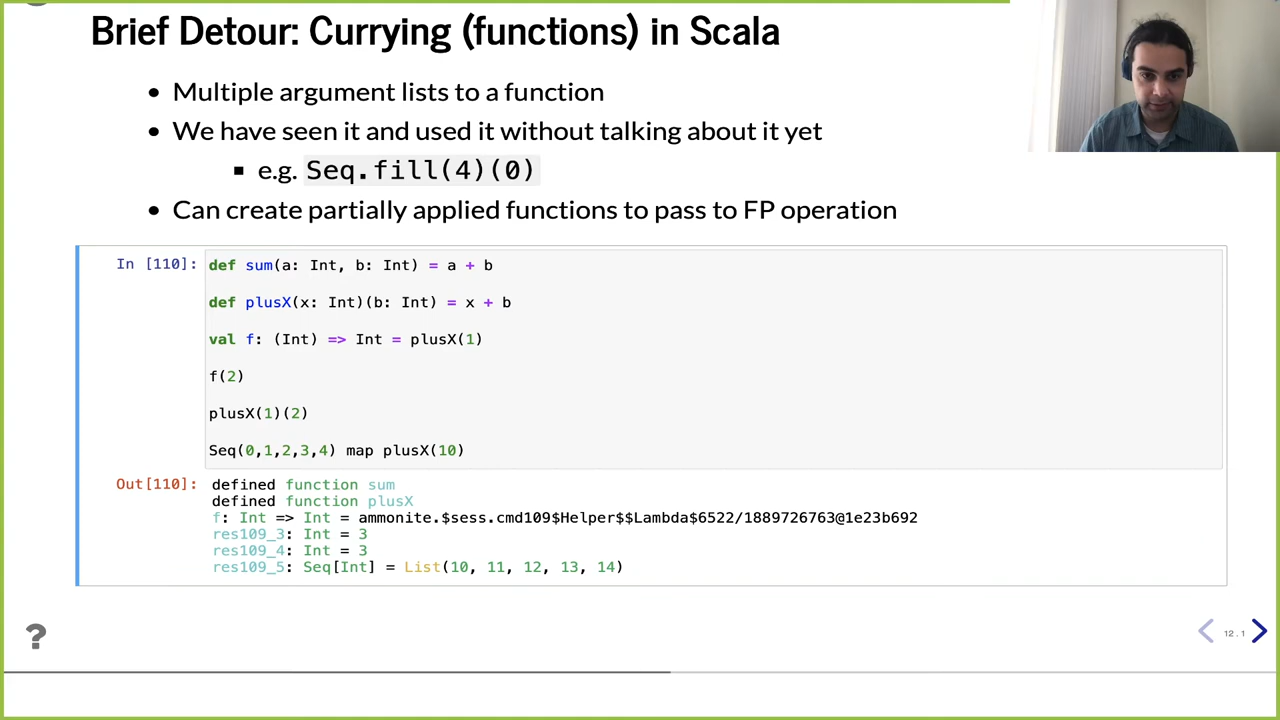 Brief Detour: Currying (functions) in Scala
• Multiple argument lists to a function
• We have seen it and used it without talking about it yet
▪ e.g. Seq.fill(4)(0)
• Can create partially applied functions to pass to FP operation
In [110]: def sum(a: Int, b: Int) = a + b
def plusX(x: Int)(b: Int) = x + b
val f: (Int) => Int = plusX(1)
f(2)
plusX(1)(2)
Seq(0,1,2,3,4) map plusX(10)
Out[110]: defined function sum
defined function plusX
f: Int => Int = ammonite.$sess.cmd109$Helper$$Lambda$6522/1889726763@1e23b692
res109_3: Int = 3
res109_4: Int = 3
res109_5: Seq[Int] = List(10, 11, 12, 13, 14)
?
12.1